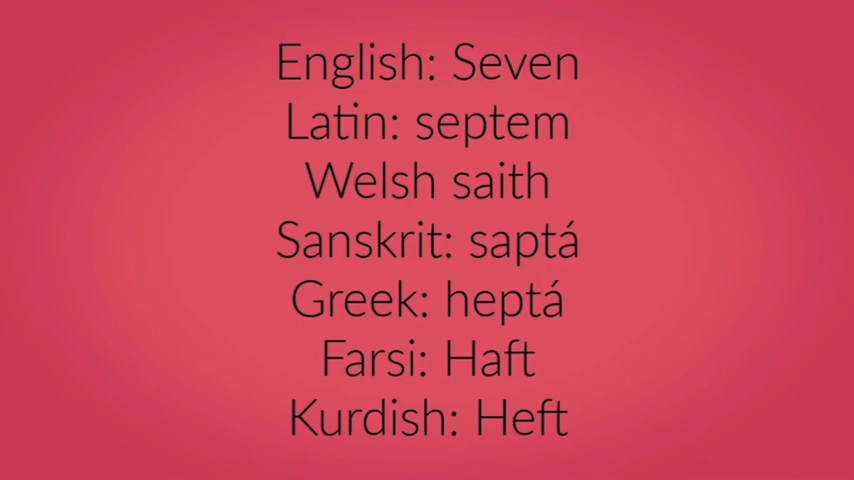 English: Seven
Latin: septem
Welsh saith
Sanskrit: saptá
Greek: heptá
Farsi: Haft
Kurdish: Heft